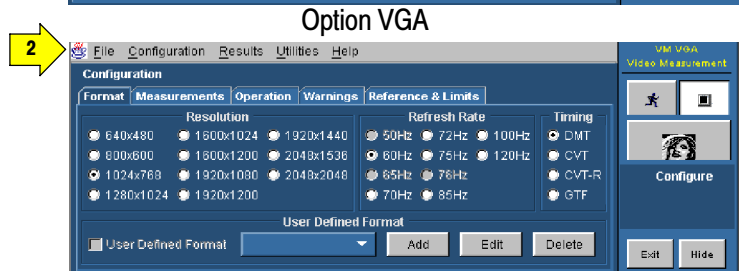 Option VGA
2
File Configuration Results Utilities Help
VM VGA
Video Measurement
Configuration
Format Measurements Operation Warnings Reference & Limits
Resolution Refresh Rate Timing
640x480 1600x1024 1920x1440 50Hz 72Hz 100Hz DMT
800x600 1600x1200 2048x1536 60Hz 75Hz 120Hz CVT
1024x768 1920x1080 2048x2048 65Hz 76Hz CVT-R
1280x1024 1920x1200 70Hz 85Hz GTF
Configure
User Defined Format
User Defined Format Add Edit Delete
Exit Hide